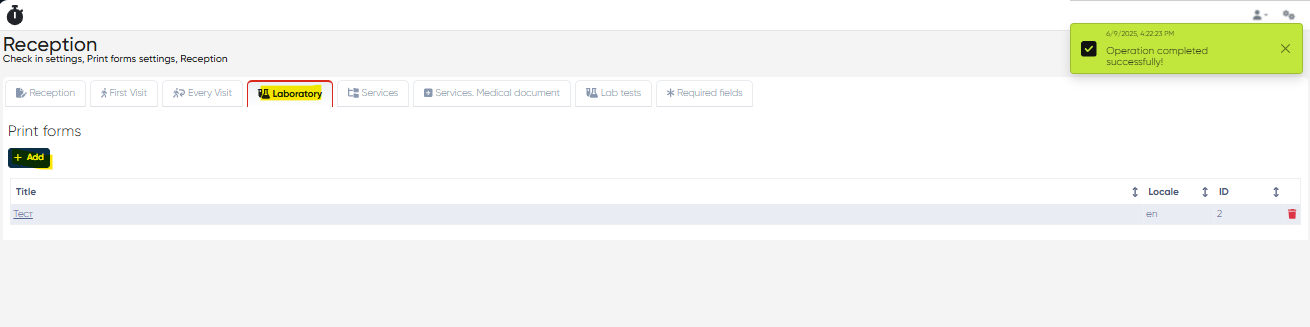 6/9/2025, 4:22:23 PM
Operation completed
successfully!
Reception
Check in settings, Print forms settings, Reception
Reception First Visit Every Visit Laboratory Services Services. Medical document Lab tests Required fields
Print forms
+ Add
Title Locale ID
Тест en 2